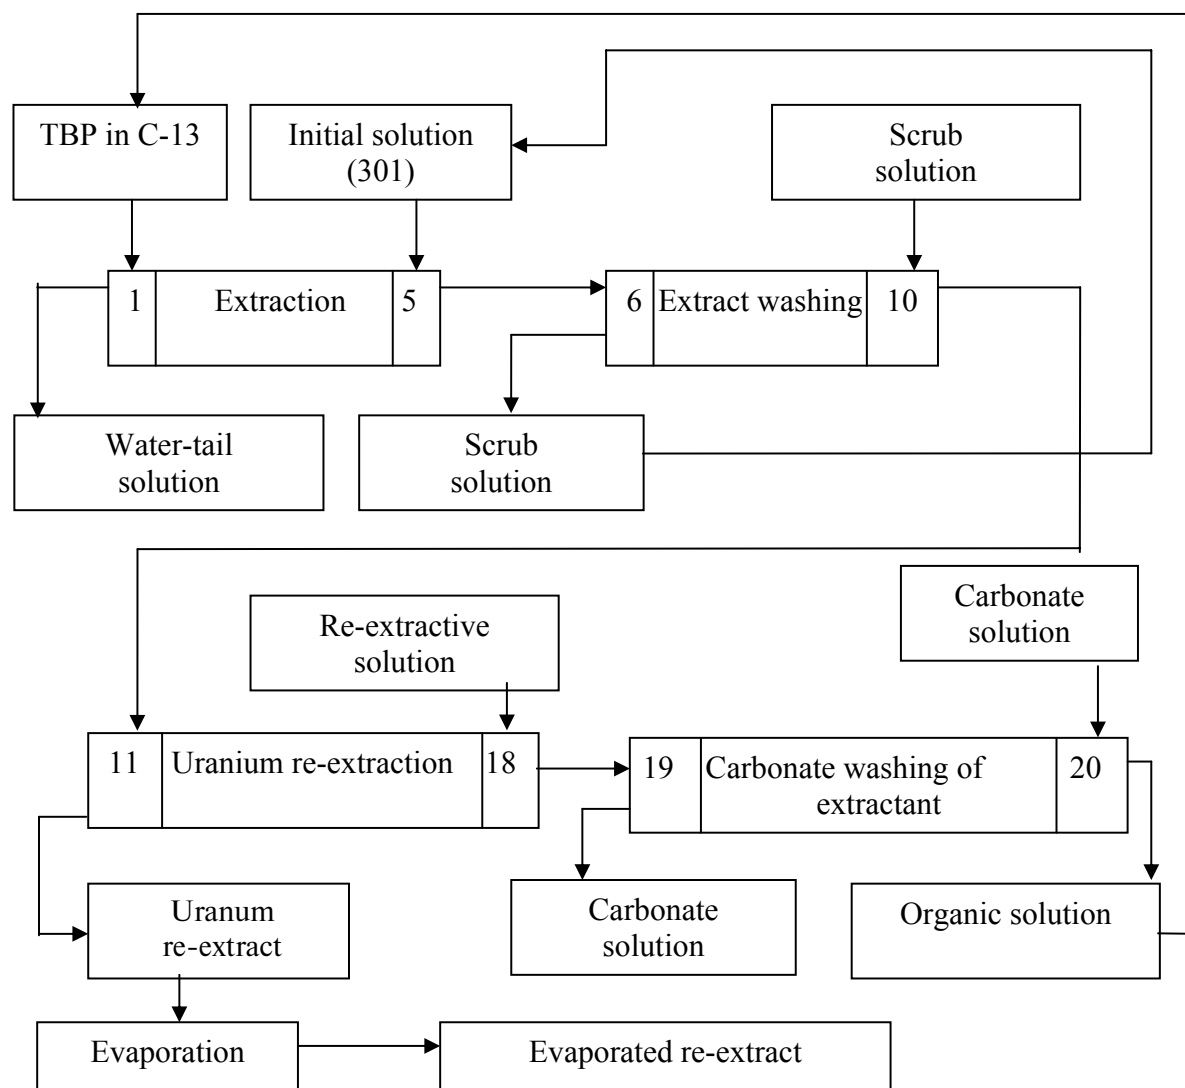 TBP in C-13
Initial solution
(301)
Scrub
solution
1
Extraction
5
6
Extract washing
10
Water-tail
solution
Scrub
solution
Re-extractive
solution
Carbonate
solution
11
Uranium re-extraction
18
19
Carbonate washing of
extractant
20
Uranum
re-extract
Carbonate
solution
Organic solution
Evaporation
Evaporated re-extract